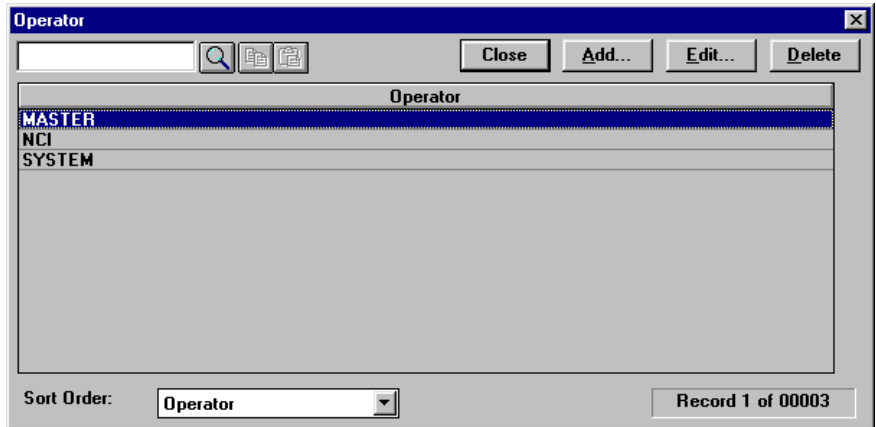 Operator
Close Add... Edit... Delete
Operator
MASTER
NCI
SYSTEM
Sort Order: Operator Record 1 of 00003